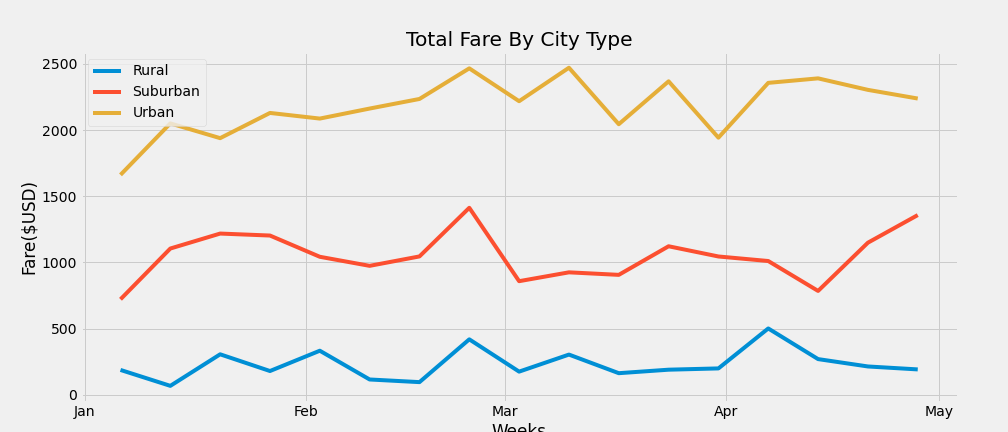 Total Fare By City Type
Rural
Suburban
Urban
Fare($USD)
2500
2000
1500
1000
500
0
Jan Feb Mar Apr May
Weeks